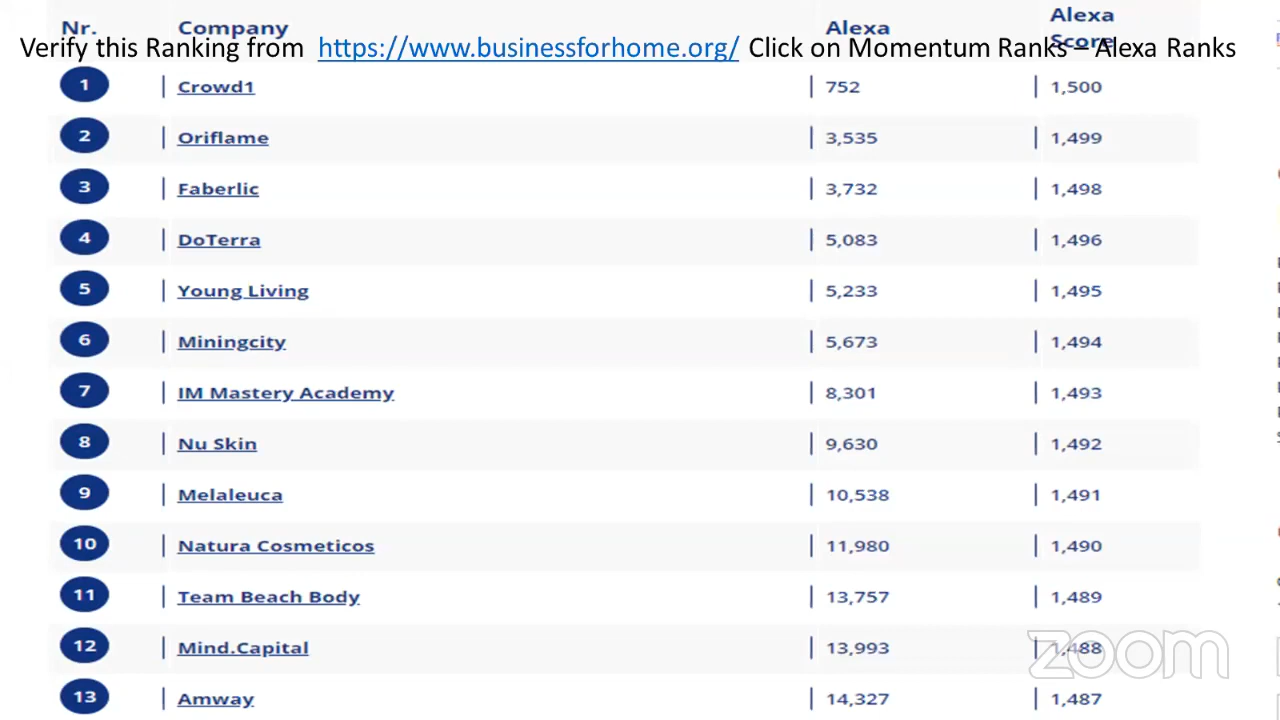 Nr. Company Alexa Alexa Score
Verify this Ranking from https://www.businessforhome.org/ Click on Momentum Ranks – Alexa Ranks
1 Crowd1 752 1,500
2 Oriflame 3,535 1,499
3 Faberlic 3,732 1,498
4 DoTerra 5,083 1,496
5 Young Living 5,233 1,495
6 Miningcity 5,673 1,494
7 IM Mastery Academy 8,301 1,493
8 Nu Skin 9,630 1,492
9 Melaleuca 10,538 1,491
10 Natura Cosmeticos 11,980 1,490
11 Team Beach Body 13,757 1,489
12 Mind.Capital 13,993 1,488
zoom
13 Amway 14,327 1,487